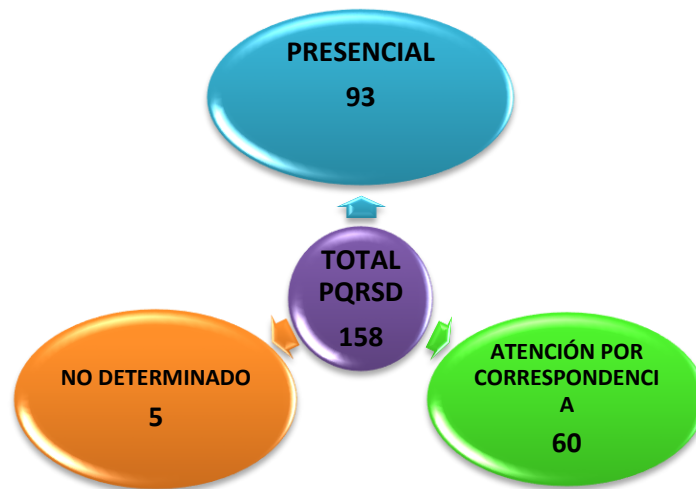 PRESENCIAL
93
TOTAL
PQRSD
158
NO DETERMINADO
5
ATENCIÓN POR
CORRESPONDENCI
A
60